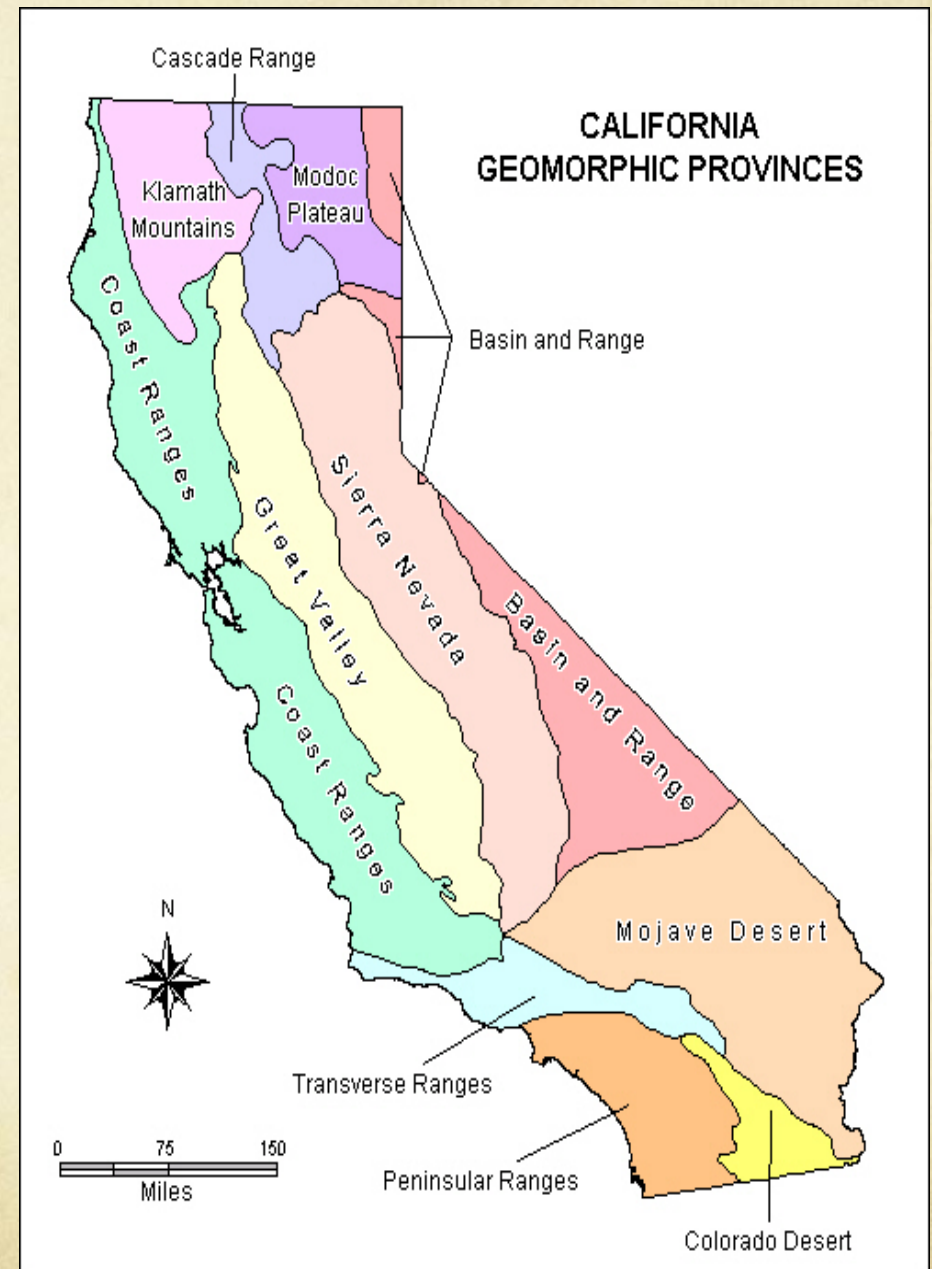 Cascade Range
CALIFORNIA
GEOMORPHIC PROVINCES
Klamath
Mountains
Modoc
Plateau
Coast Ranges
Basin and Range
Sierra Nevada
Great Valley
Basin and Range
Coast Ranges
N
Mojave Desert
Transverse Ranges
0 75 150
Miles
Peninsular Ranges
Colorado Desert